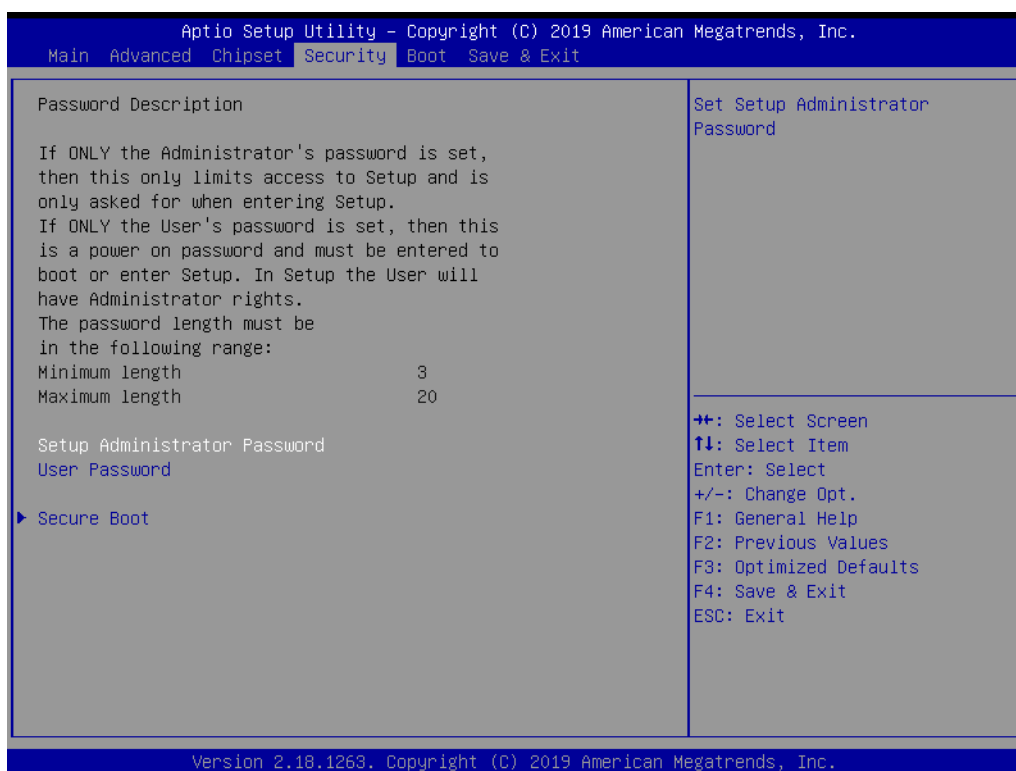 Aptio Setup Utility – Copyright (C) 2019 American Megatrends, Inc.
Main Advanced Chipset Security Boot Save & Exit
Password Description
If ONLY the Administrator's password is set,
then this only limits access to Setup and is
only asked for when entering Setup.
If ONLY the User's password is set, then this
is a power on password and must be entered to
boot or enter Setup. In Setup the User will
have Administrator rights.
The password length must be
in the following range:
Minimum length 3
Maximum length 20
Setup Administrator Password
User Password
Secure Boot
Set Setup Administrator
Password
→←: Select Screen
↑↓: Select Item
Enter: Select
+/-: Change Opt.
F1: General Help
F2: Previous Values
F3: Optimized Defaults
F4: Save & Exit
ESC: Exit
Version 2.18.1263. Copyright (C) 2019 American Megatrends, Inc.